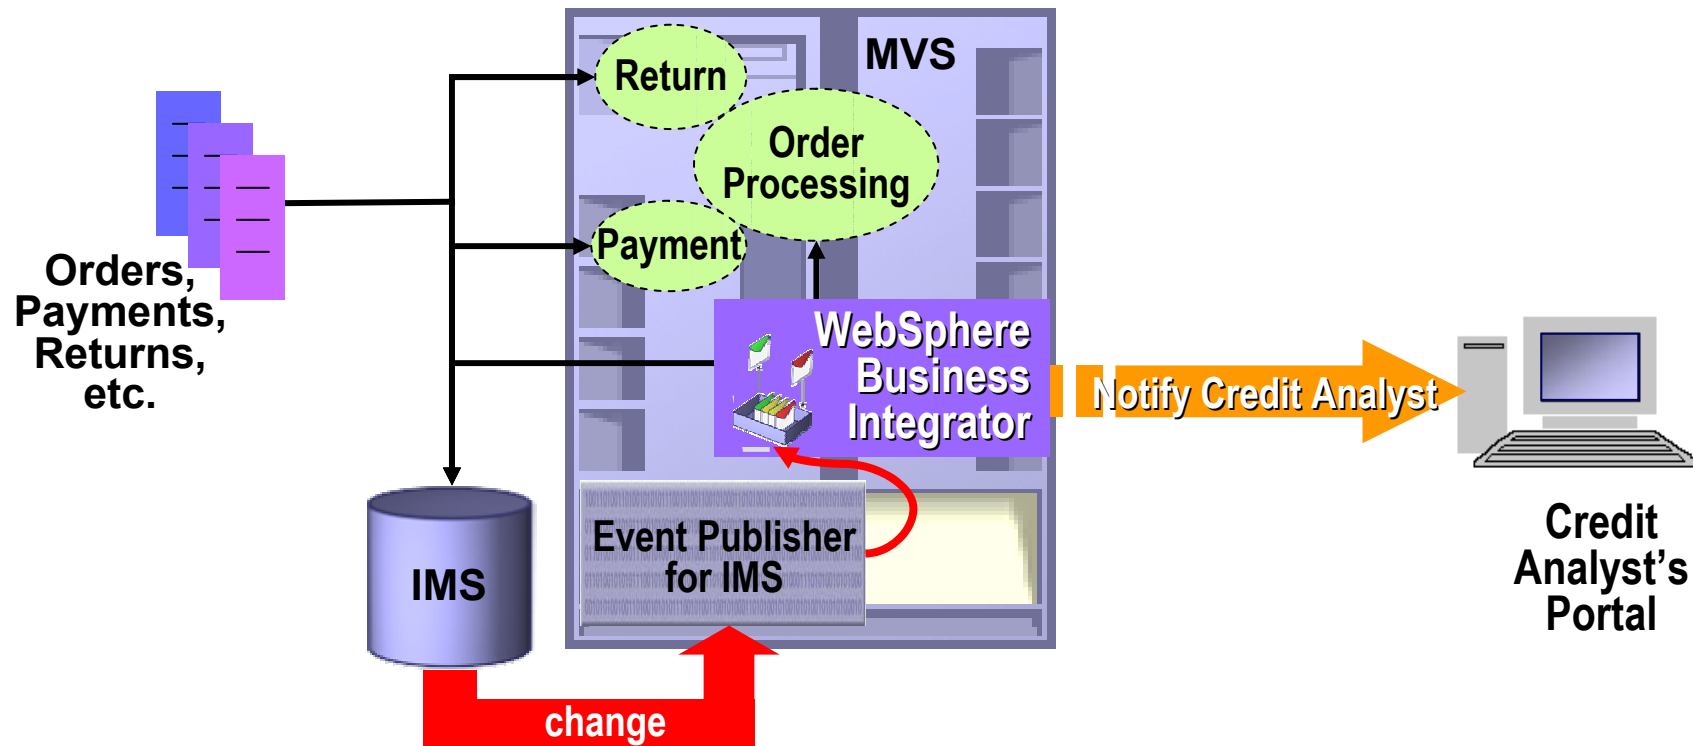 MVS
Return
Order
Processing
Payment
Orders,
Payments,
Returns,
etc.
WebSphere
Business
Integrator
Notify Credit Analyst
IMS
Event Publisher
for IMS
Credit
Analyst's
Portal
change